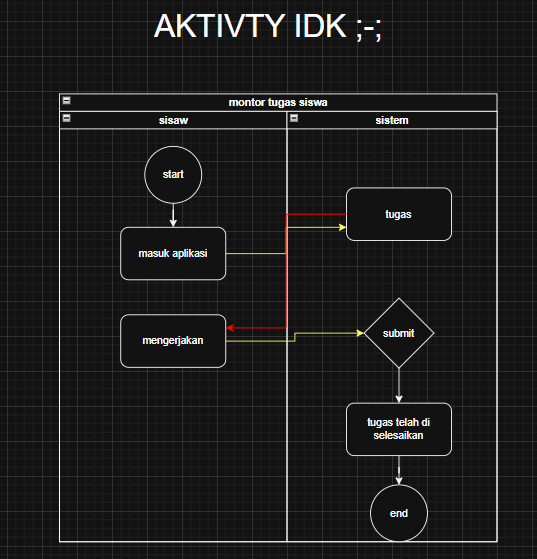 AKTIVTY IDK ;-;
montor tugas siswa
sisaw
sistem
start
tugas
masuk aplikasi
mengerjakan
submit
tugas telah di
selesaikan
end